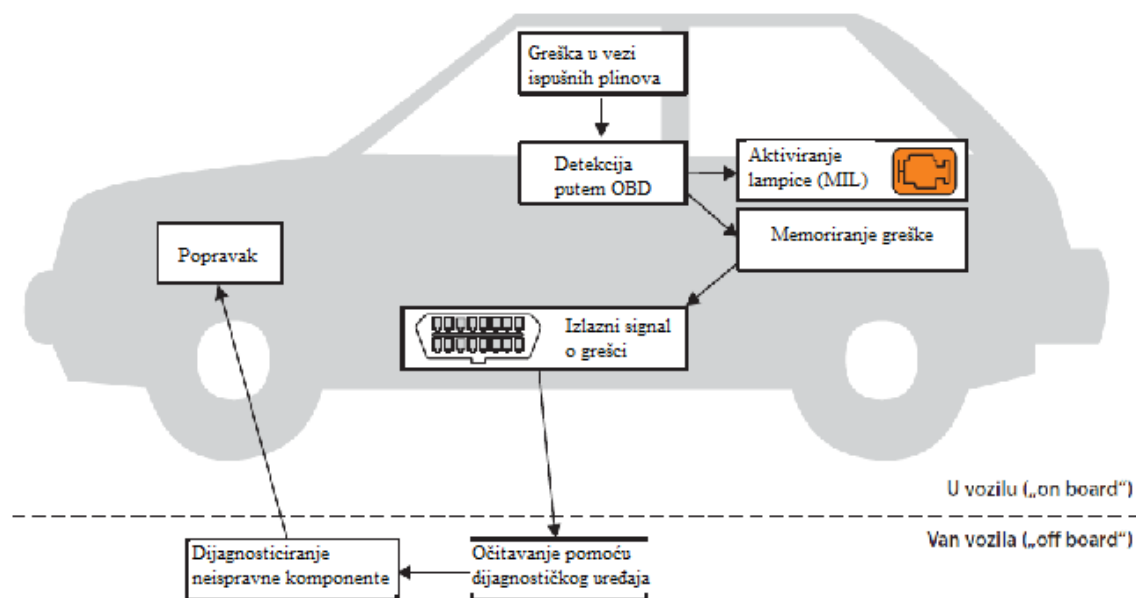 Greška u vezi
ispušnih plinova
Detekcija
putem OBD
Aktiviranje
lampice (MIL)
Memoriranje greške
Popravak
Izlazni signal
o grešci
U vozilu („on board“)
Van vozila („off board“)
Dijagnosticiranje
neispravne komponente
Očitavanje pomoću
dijagnostičkog uređaja